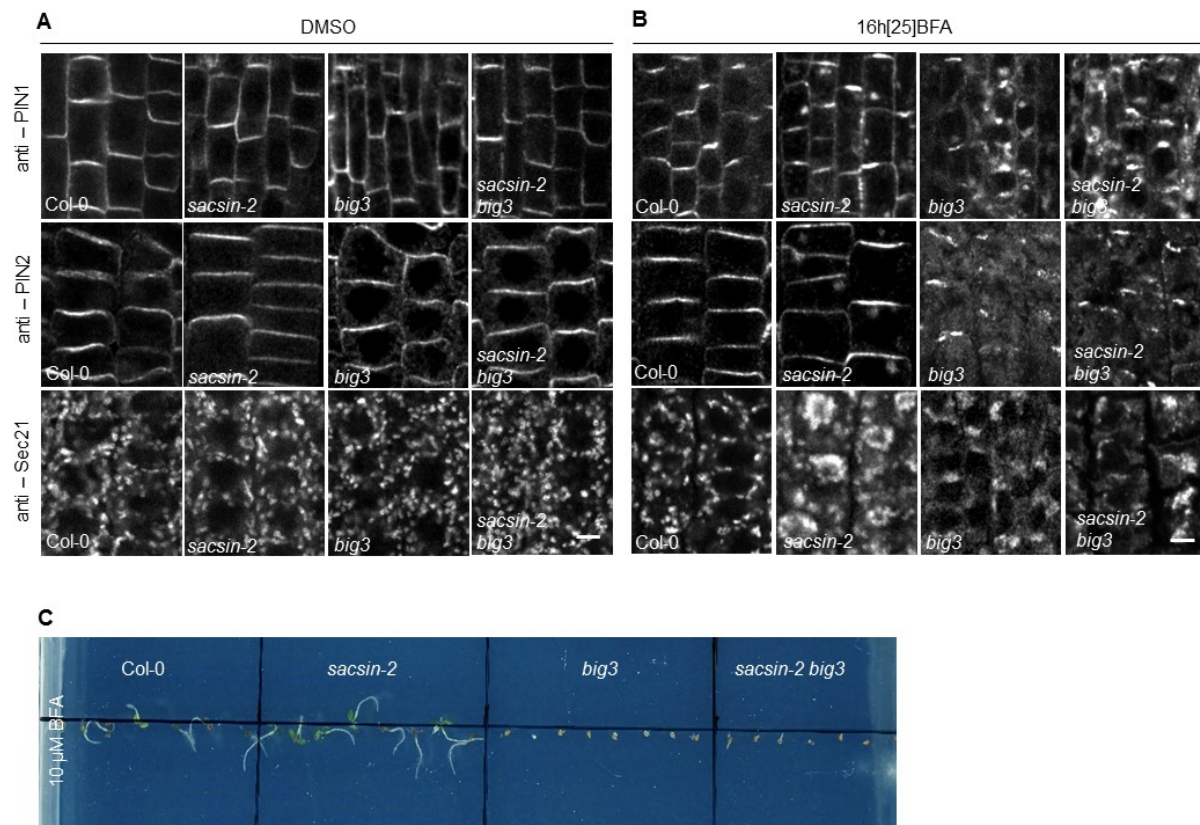 A
DMSO
B
16h[25]BFA
anti – PIN1
Col-0
sacsin-2
big3
sacsin-2
big3
Col-0
sacsin-2
big3
sacsin-2
big3
anti – PIN2
Col-0
sacsin-2
big3
sacsin-2
big3
Col-0
sacsin-2
big3
sacsin-2
big3
anti – Sec21
Col-0
sacsin-2
big3
sacsin-2
big3
Col-0
sacsin-2
big3
sacsin-2
big3
C
10 µM BFA
Col-0
sacsin-2
big3
sacsin-2 big3